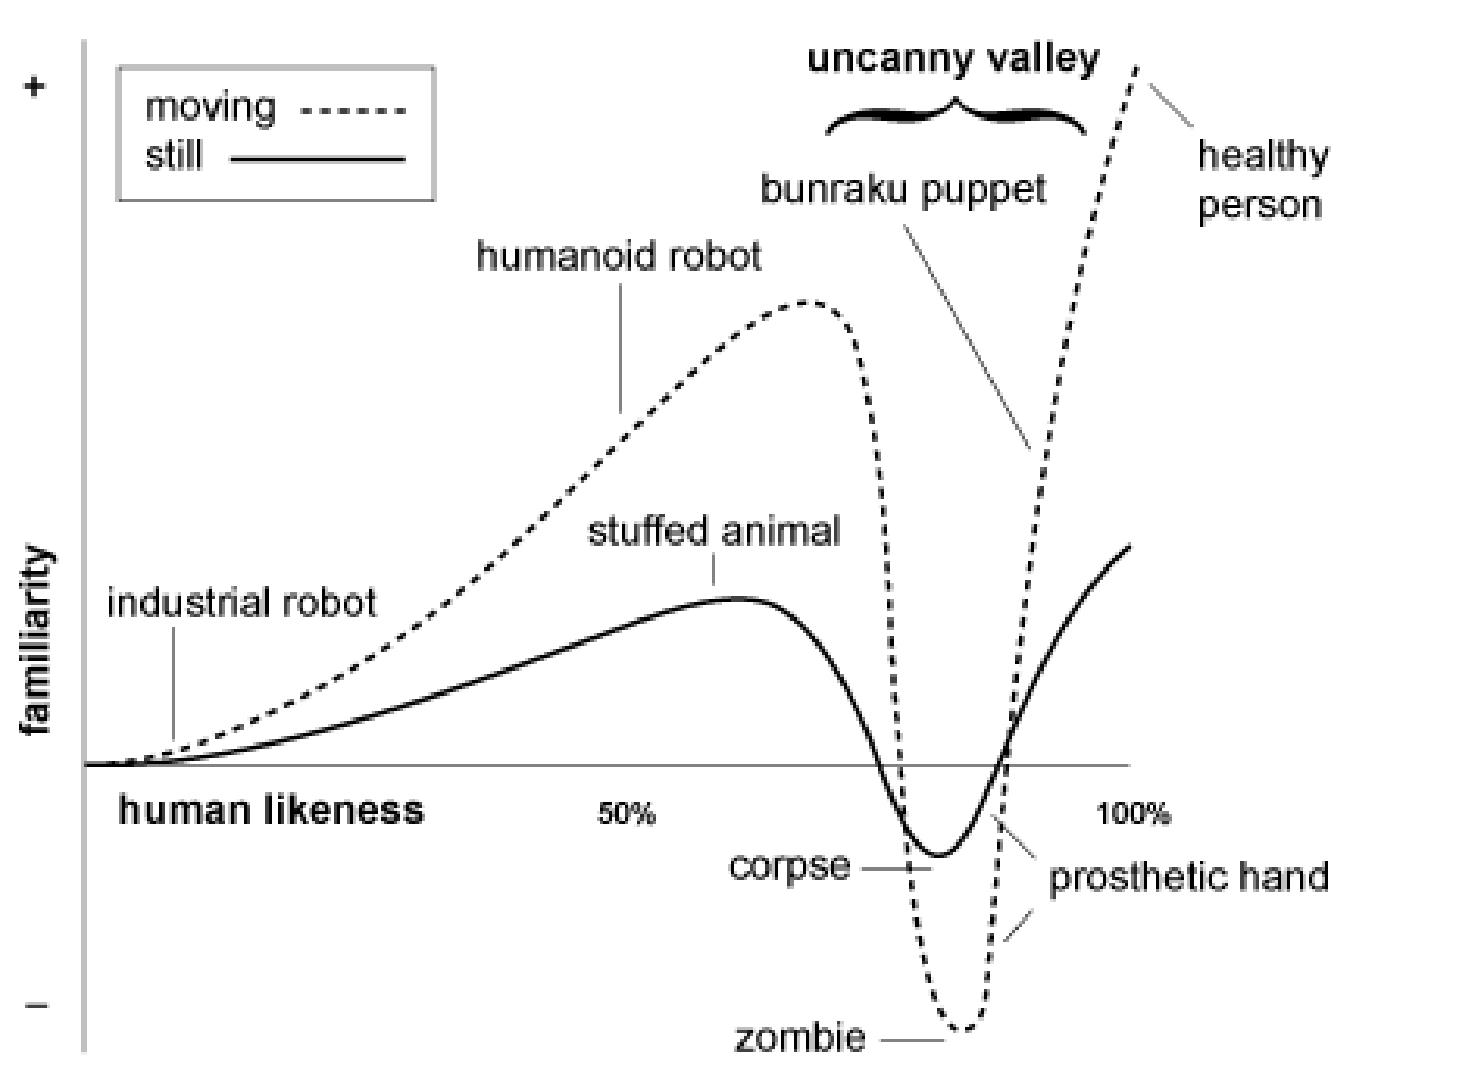 uncanny valley
+
moving
still
healthy
person
bunraku puppet
humanoid robot
stuffed animal
industrial robot
familiarity
human likeness
50%
100%
corpse
prosthetic hand
–
zombie